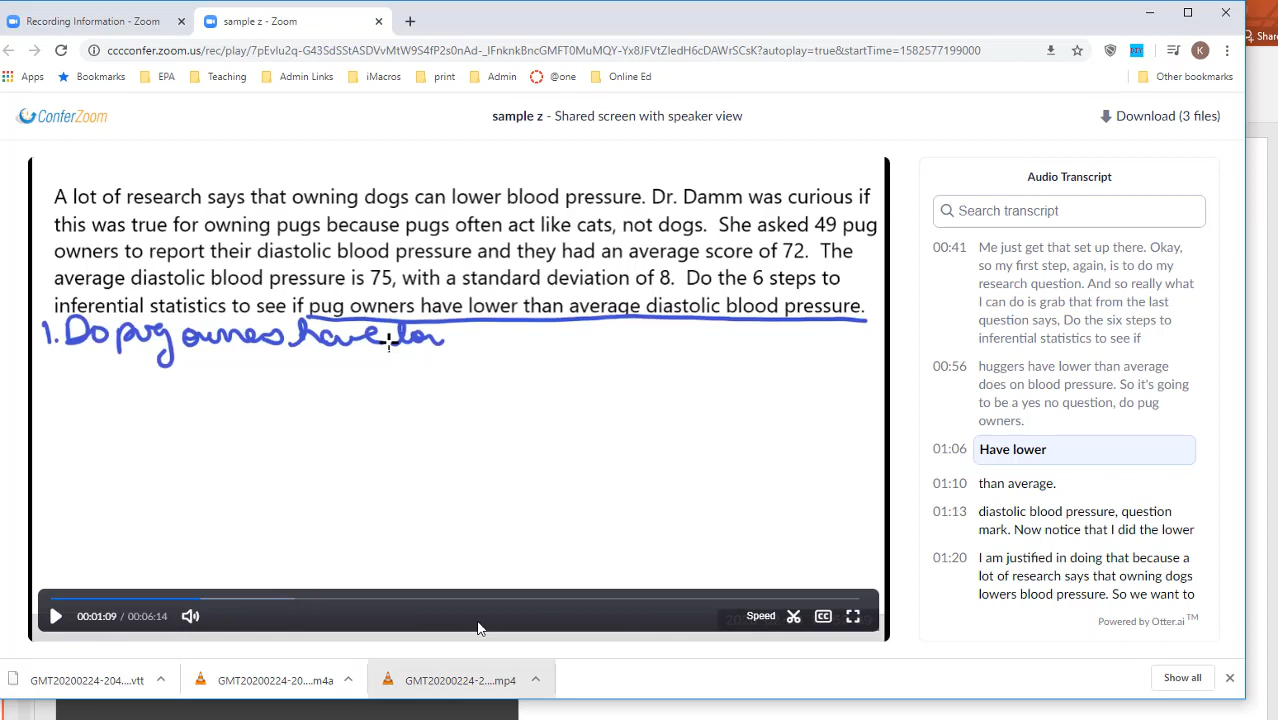 Recording Information - Zoom
sample z - Zoom
Share
cccconfer.zoom.us/rec/play/7pEvIu2q-G43SdSStASDVvMtW9S4fP2s0nAd-_IFnknkBncGWFT0MuMQY-Yx8JFVtZIedH6cDAWr5CsK?autoplay=true&startTime=1582577199000
K
Apps
Bookmarks
EPA
Teaching
Admin Links
iMacros
print
Admin
@one
Online Ed
Other bookmarks
ConferZoom
sample z - Shared screen with speaker view
Download (3 files)
A lot of research says that owning dogs can lower blood pressure. Dr. Damm was curious if
this was true for owning pugs because pugs often act like cats, not dogs. She asked 49 pug
owners to report their diastolic blood pressure and they had an average score of 72. The
average diastolic blood pressure is 75, with a standard deviation of 8. Do the 6 steps to
inferential statistics to see if pug owners have lower than average diastolic blood pressure.
1. Do pug owners have low
00:01:09 / 00:06:14
Speed
CC
Audio Transcript
Search transcript
00:41 Me just get that set up there. Okay,
so my first step, again, is to do my
research question. And so really what
I can do is grab that from the last
question says, Do the six steps to
inferential statistics to see if
00:56 huggers have lower than average
does on blood pressure. So it's going
to be a yes no question, do pug
owners.
01:06 Have lower
01:10 than average.
01:13 diastolic blood pressure, question
mark. Now notice that I did the lower
01:20 I am justified in doing that because a
lot of research says that owning dogs
lowers blood pressure. So we want to
Powered by Otter.ai™
GMT20200224-204....vtt
GMT20200224-20....m4a
GMT20200224-2....mp4
Show all